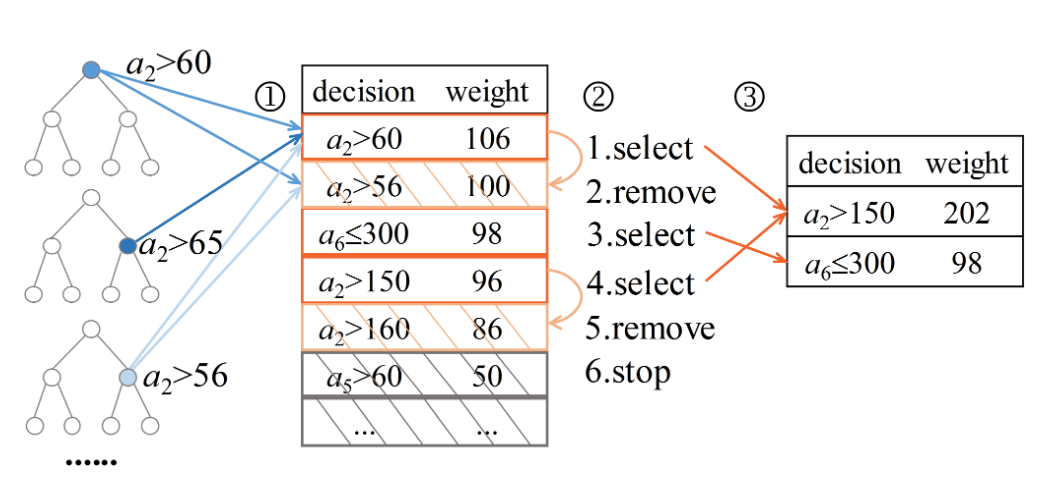 a₂>60
a₂>65
a₂>56
......
①
decision weight
a₂>60 106
a₂>56 100
a₆≤300 98
a₂>150 96
a₂>160 86
a₅>60 50
... ...
②
1.select
2.remove
3.select
4.select
5.remove
6.stop
③
decision weight
a₂>150 202
a₆≤300 98